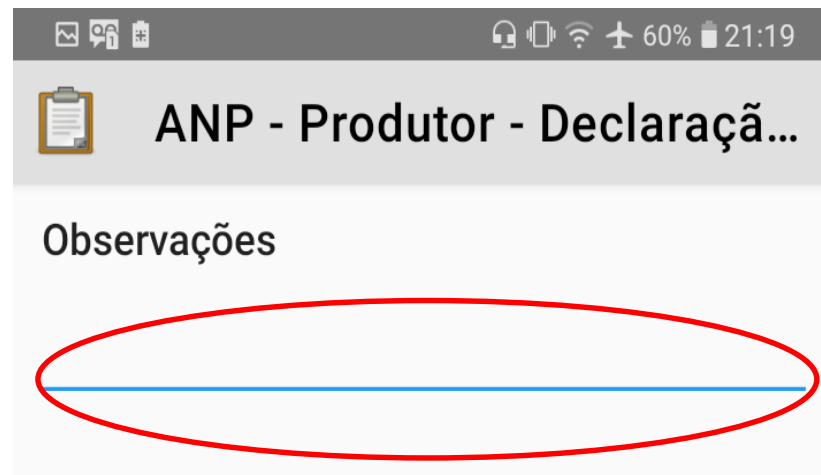 60% 21:19
ANP - Produtor - Declaraçã...
Observações